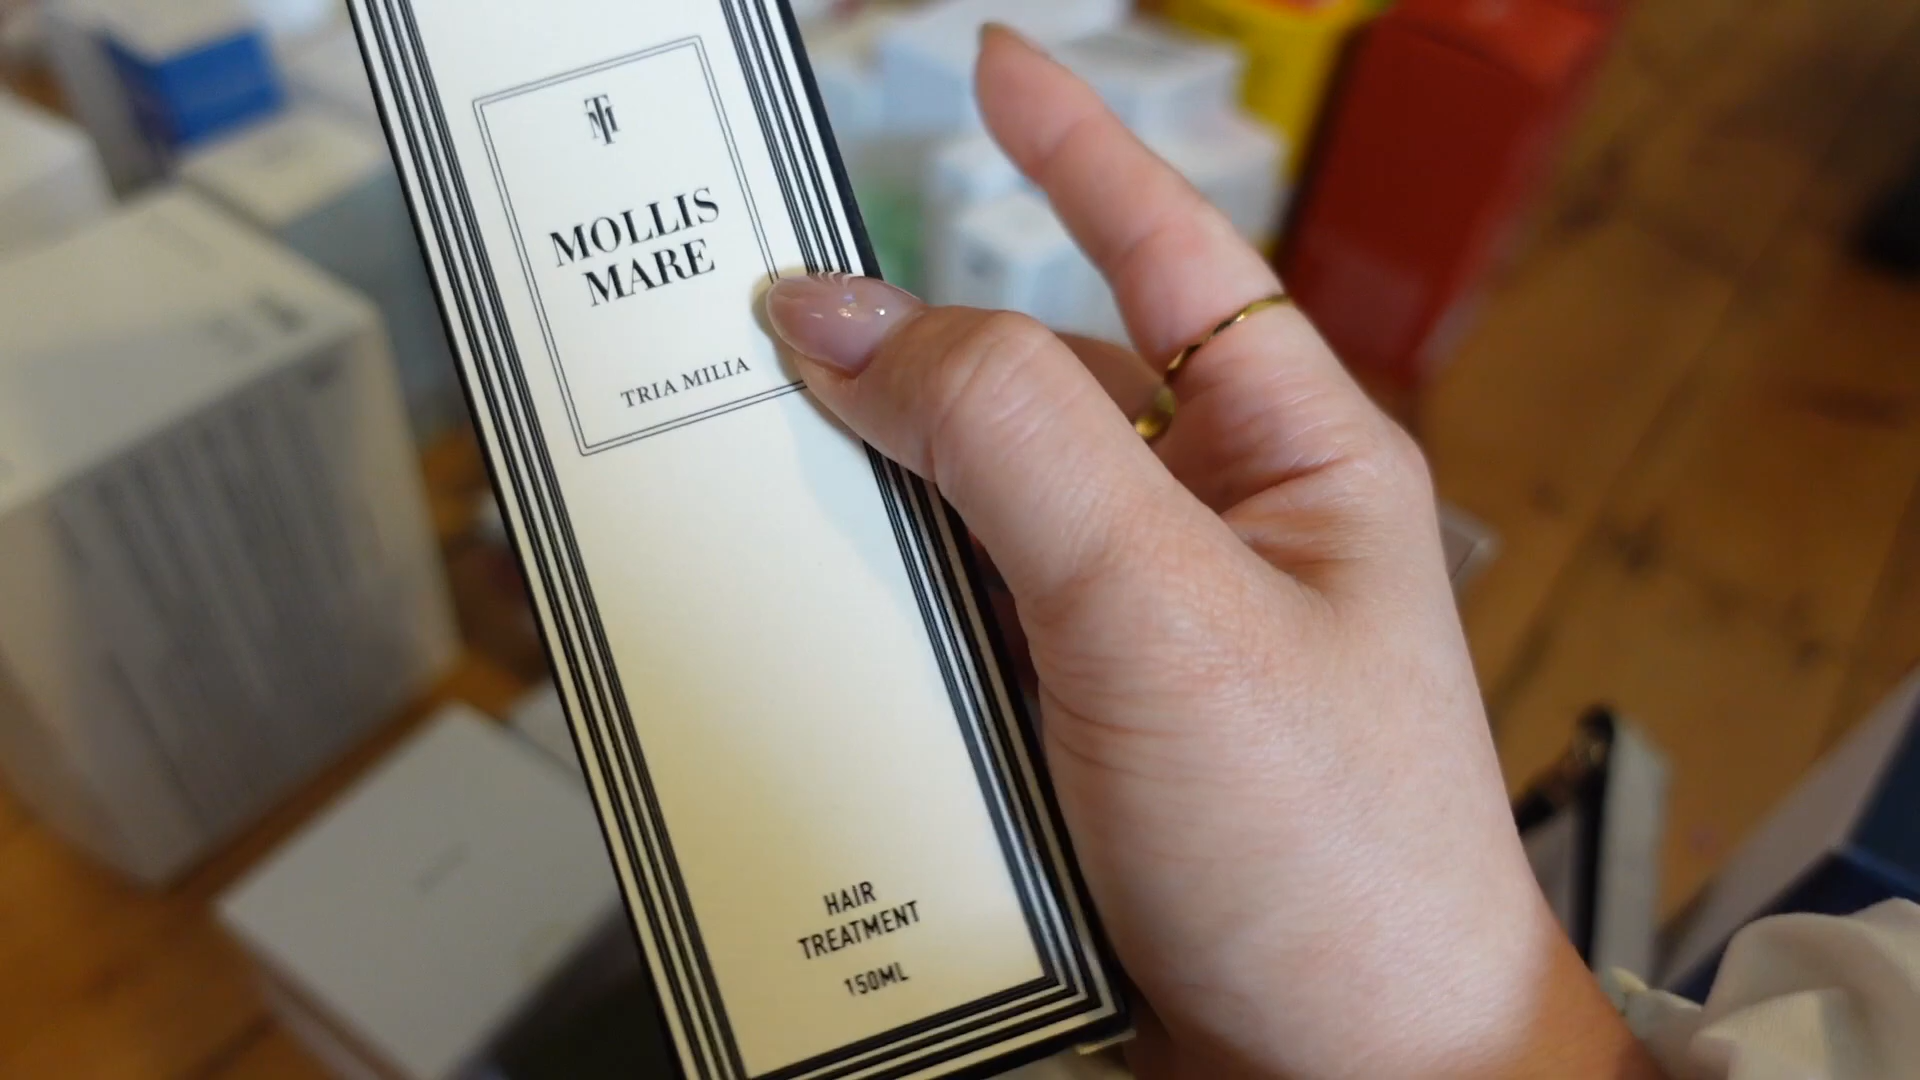 MOLLIS
MARE
TRIA MILIA
HAIR
TREATMENT
150ML